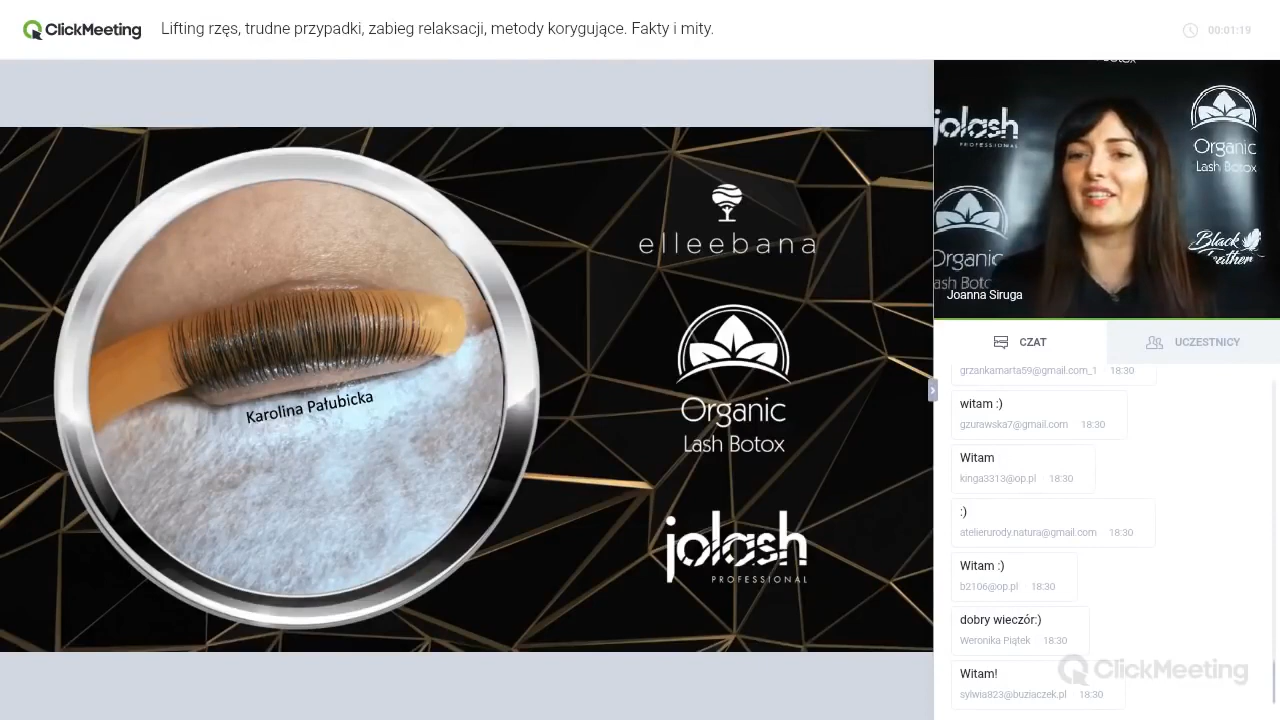 ClickMeeting
Lifting rzęs, trudne przypadki, zabieg relaksacji, metody korygujące. Fakty i mity.
00:01:19
Karolina Pałubicka
elleebana
Organic
Lash Botox
jolash
PROFESSIONAL
jolash
PROFESSIONAL
Organic
Lash Botox
Organic
Lash Botox
Black
feather
Joanna Siruga
CZAT
UCZESTNICY
grzankamarta59@gmail.com_1 18:30
witam :)
gzurawska7@gmail.com 18:30
Witam
kinga3313@op.pl 18:30
:)
atelierurody.natura@gmail.com 18:30
Witam :)
b2106@op.pl 18:30
dobry wieczór:)
Weronika Piątek 18:30
Witam!
sylwia823@buziaczek.pl 18:30
ClickMeeting